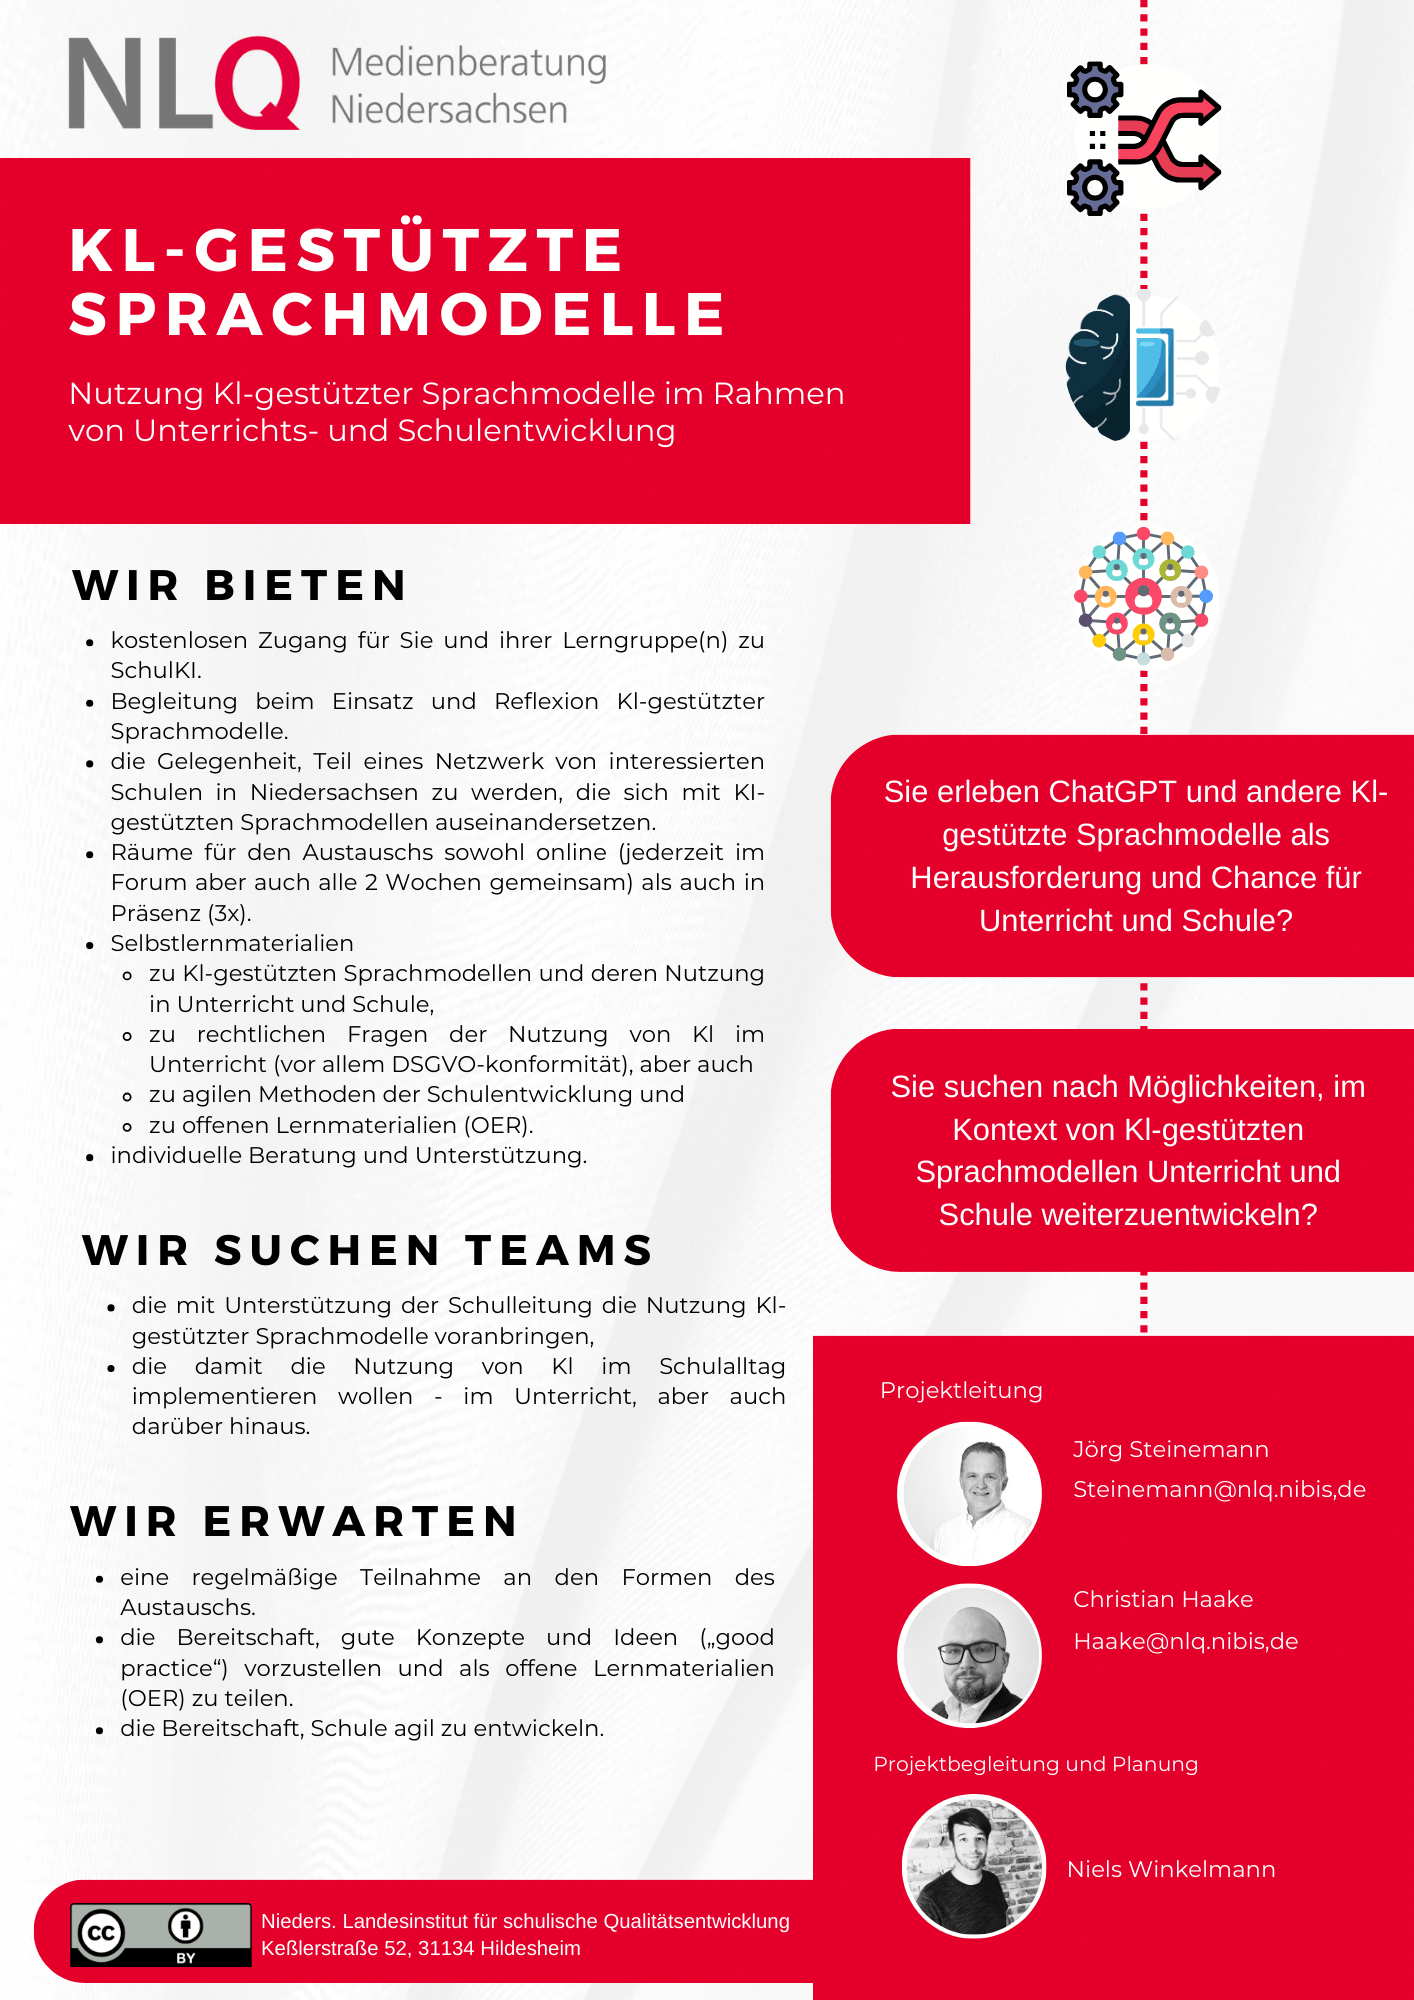 NLQ Medienberatung
Niedersachsen
KL-GESTÜTZTE
SPRACHMODELLE
Nutzung Kl-gestützter Sprachmodelle im Rahmen
von Unterrichts- und Schulentwicklung
WIR BIETEN
• kostenlosen Zugang für Sie und ihrer Lerngruppe(n) zu
SchulKI.
• Begleitung beim Einsatz und Reflexion Kl-gestützter
Sprachmodelle.
• die Gelegenheit, Teil eines Netzwerk von interessierten
Schulen in Niedersachsen zu werden, die sich mit KI-
gestützten Sprachmodellen auseinandersetzen.
• Räume für den Austauschs sowohl online (jederzeit im
Forum aber auch alle 2 Wochen gemeinsam) als auch in
Präsenz (3x).
• Selbstlernmaterialien
◦ zu Kl-gestützten Sprachmodellen und deren Nutzung
in Unterricht und Schule,
◦ zu rechtlichen Fragen der Nutzung von Kl im
Unterricht (vor allem DSGVO-konformität), aber auch
◦ zu agilen Methoden der Schulentwicklung und
◦ zu offenen Lernmaterialien (OER).
• individuelle Beratung und Unterstützung.
WIR SUCHEN TEAMS
• die mit Unterstützung der Schulleitung die Nutzung Kl-
gestützter Sprachmodelle voranbringen,
• die damit die Nutzung von Kl im Schulalltag
implementieren wollen - im Unterricht, aber auch
darüber hinaus.
WIR ERWARTEN
• eine regelmäßige Teilnahme an den Formen des
Austauschs.
• die Bereitschaft, gute Konzepte und Ideen („good
practice“) vorzustellen und als offene Lernmaterialien
(OER) zu teilen.
• die Bereitschaft, Schule agil zu entwickeln.
Sie erleben ChatGPT und andere Kl-
gestützte Sprachmodelle als
Herausforderung und Chance für
Unterricht und Schule?
Sie suchen nach Möglichkeiten, im
Kontext von Kl-gestützten
Sprachmodellen Unterricht und
Schule weiterzuentwickeln?
Projektleitung
Jörg Steinemann
Steinemann@nlq.nibis,de
Christian Haake
Haake@nlq.nibis,de
Projektbegleitung und Planung
Niels Winkelmann
cc BY
Nieders. Landesinstitut für schulische Qualitätsentwicklung
Keßlerstraße 52, 31134 Hildesheim